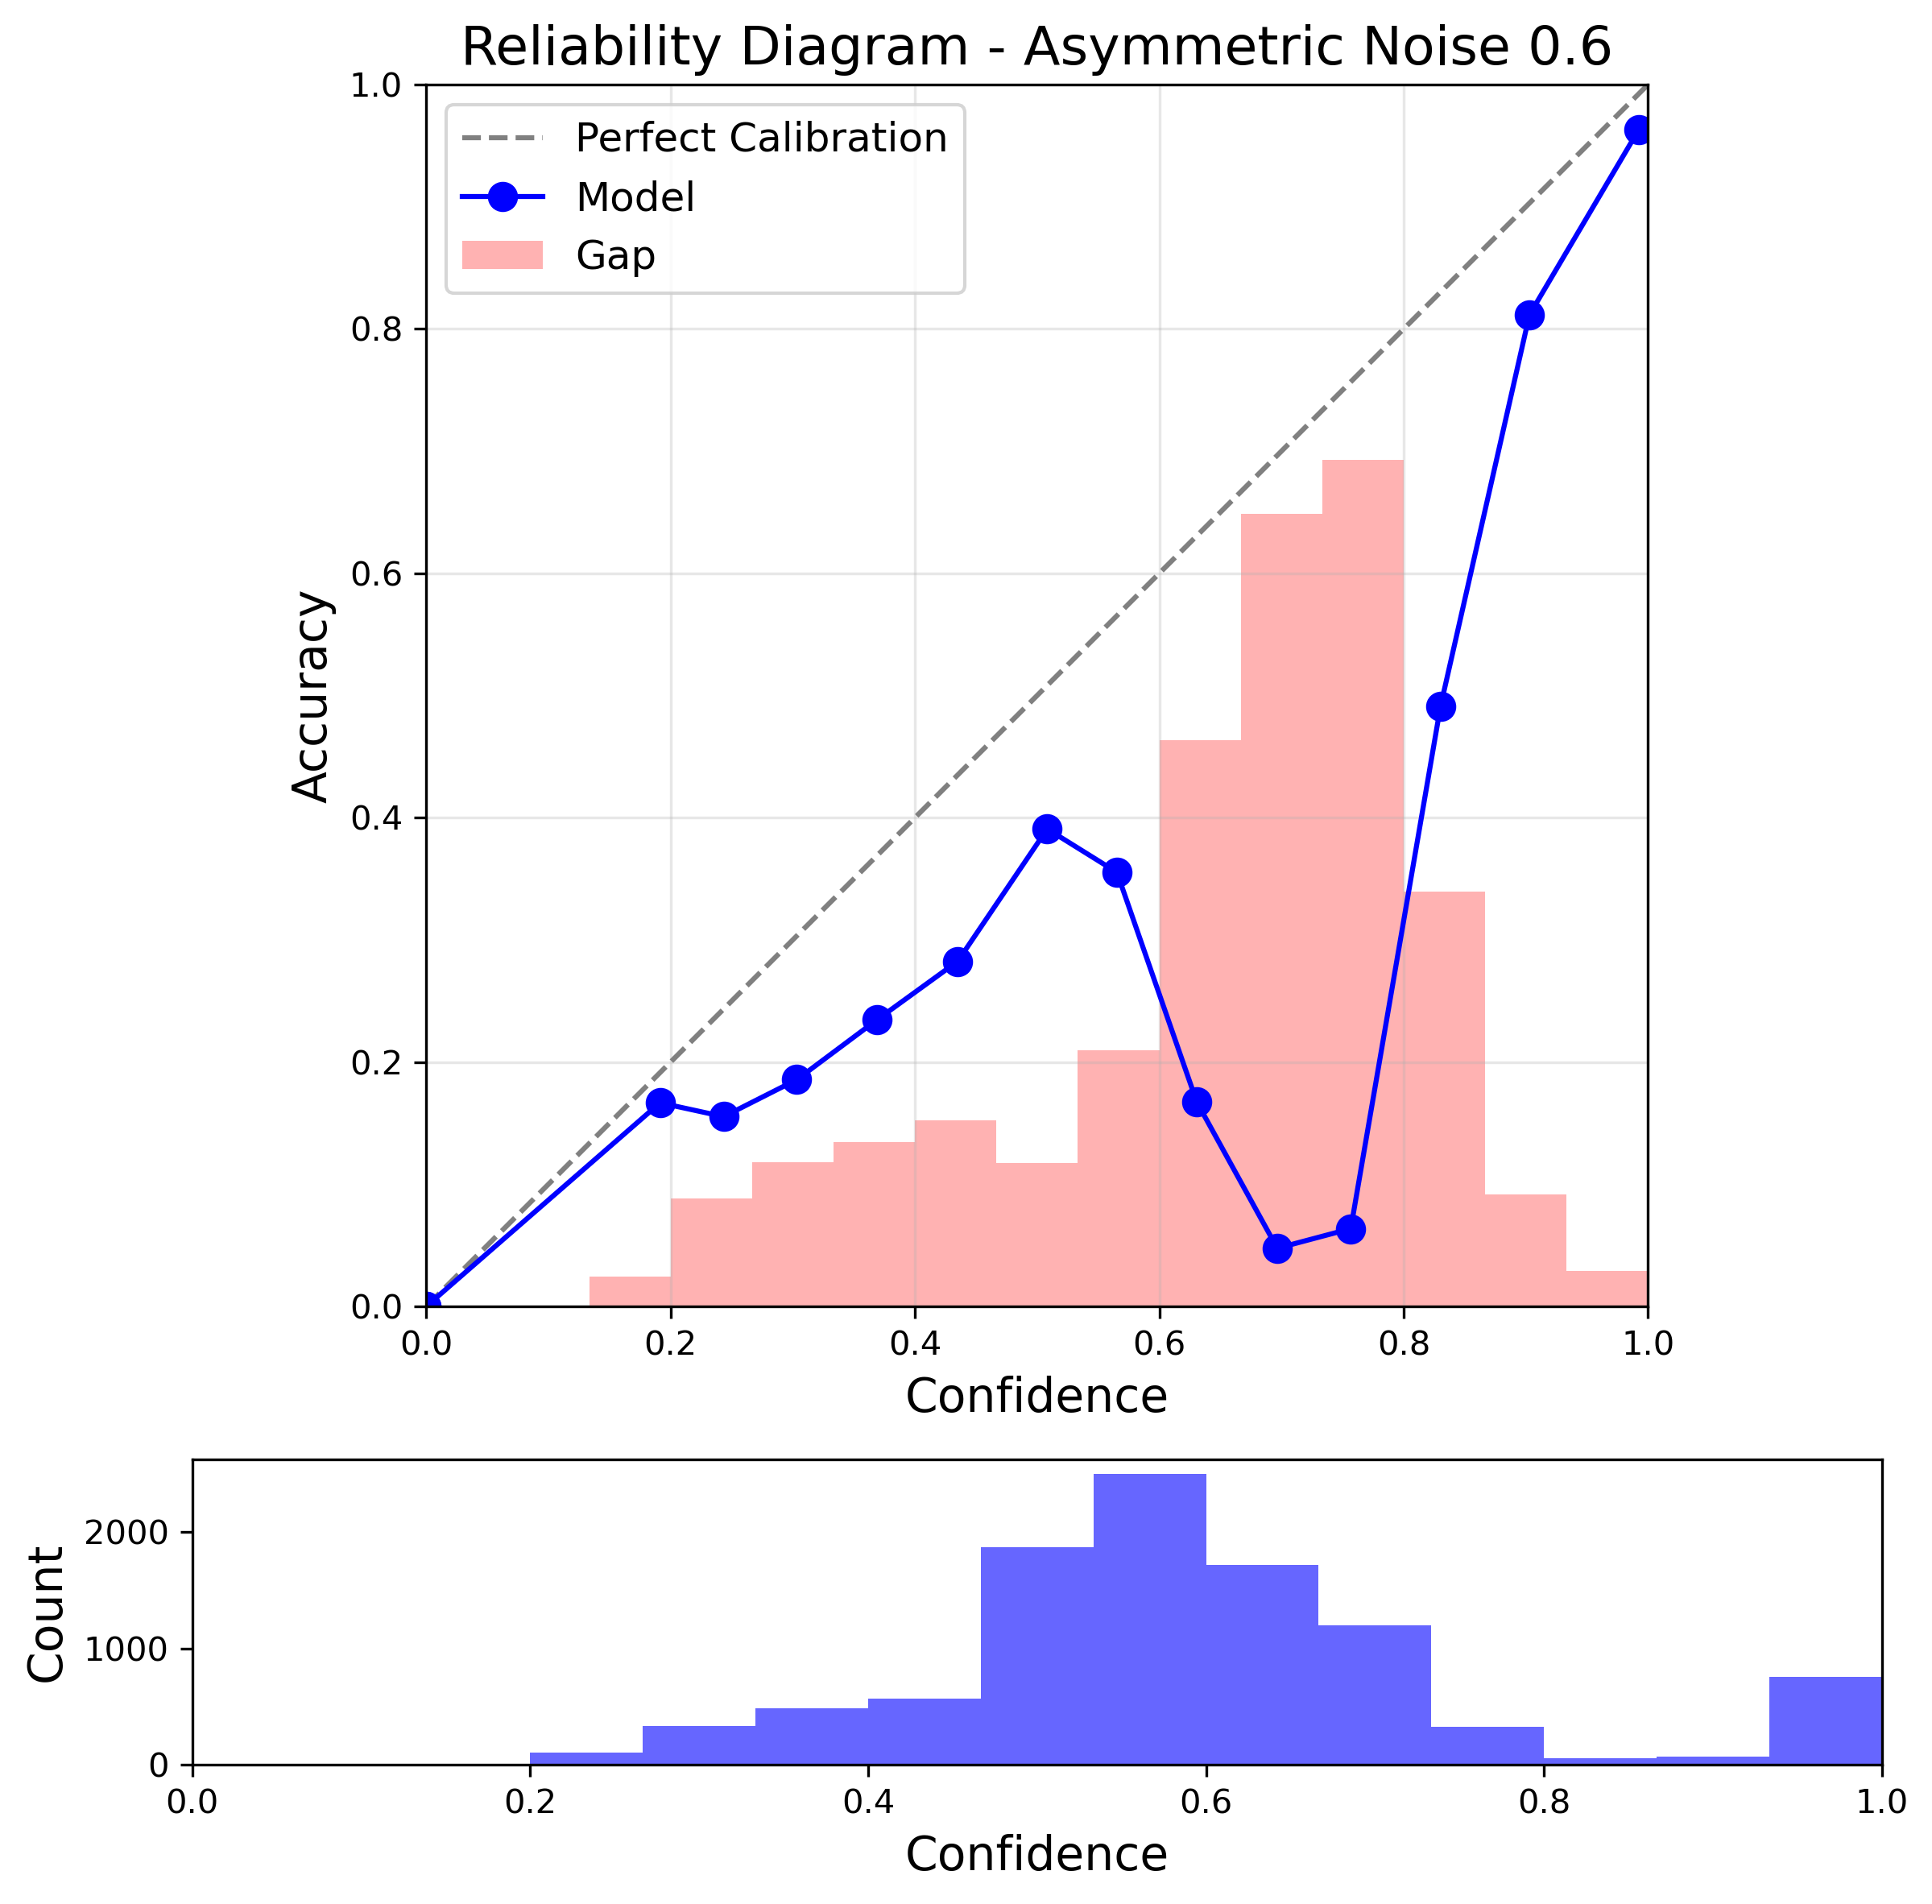 Reliability Diagram - Asymmetric Noise 0.6
1.0
Perfect Calibration
Model
Gap
0.8
0.6
Accuracy
0.4
0.2
0.0
0.0 0.2 0.4 0.6 0.8 1.0
Confidence
2000
Count
1000
0
0.0 0.2 0.4 0.6 0.8 1.0
Confidence